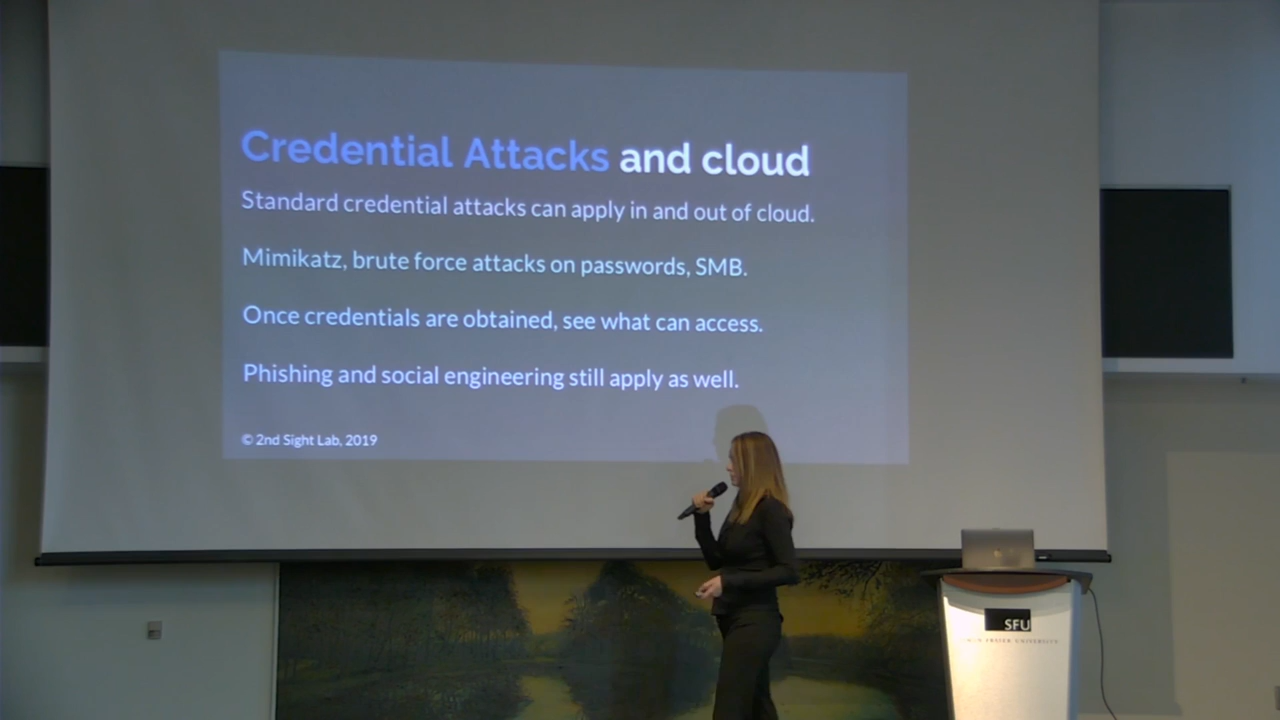 Credential Attacks and cloud
Standard credential attacks can apply in and out of cloud.
Mimikatz, brute force attacks on passwords, SMB.
Once credentials are obtained, see what can access.
Phishing and social engineering still apply as well.
© 2nd Sight Lab, 2019
SFU
FRASER UNIVERSITY